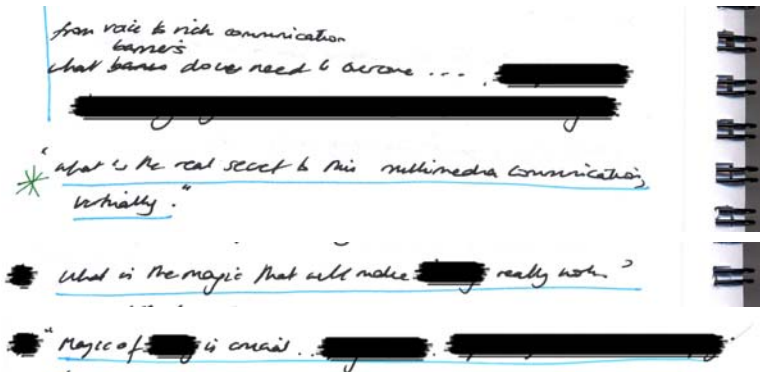 from voice to rich communication
barriers
what barriers do we need to overcome ...
"what is the real secret to this multimedia communication,
virtually."
what is the magic that will make really work?
"Magic of is crucial ..